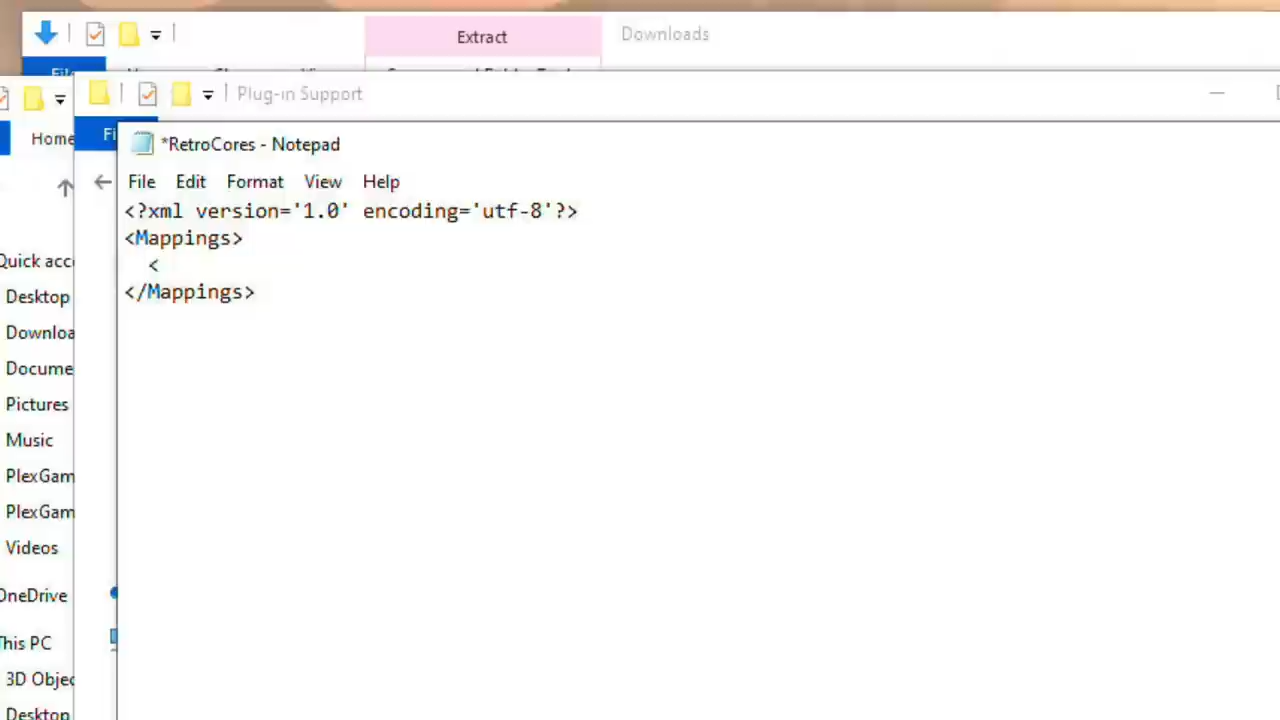 Extract
Downloads
Plug-in Support
Home
*RetroCores - Notepad
File Edit Format View Help
<?xml version='1.0' encoding='utf-8'?>
<Mappings>
<
</Mappings>
Quick acc
Desktop
Downloa
Docume
Pictures
Music
PlexGam
PlexGam
Videos
OneDrive
This PC
3D Objec
Desktop